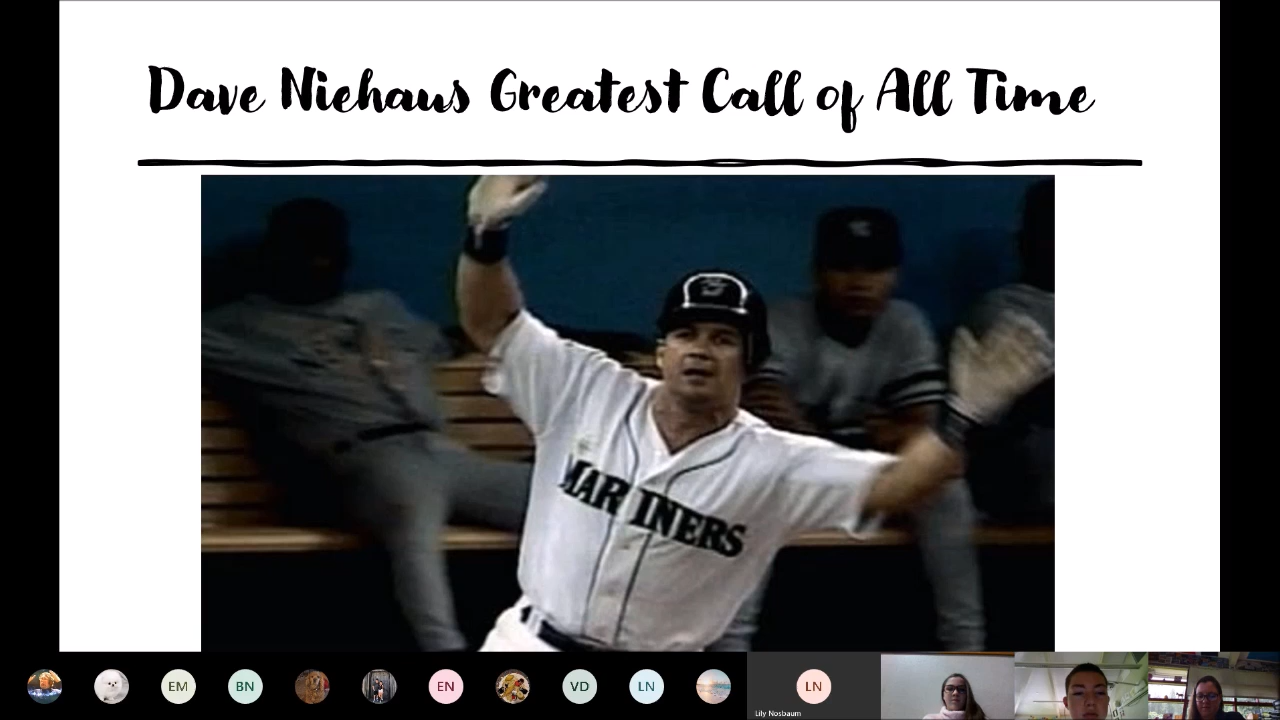 Dave Niehaus Greatest Call of All Time
MARINERS
EM
BN
EN
VD
LN
LN
Lily Nosbaum